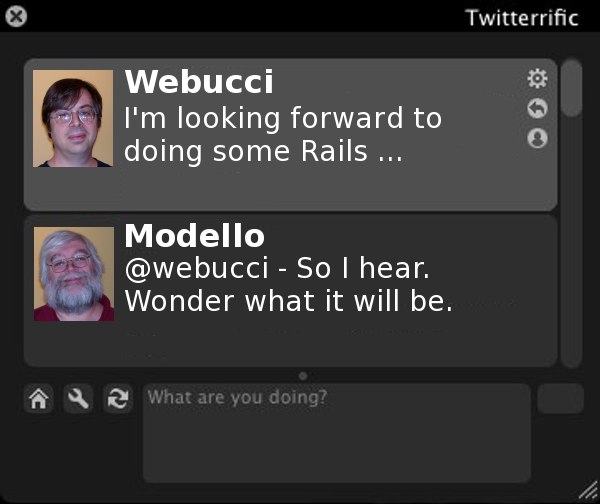 Twitterrific
Webucci
I'm looking forward to
doing some Rails ...
Modello
@webucci - So I hear.
Wonder what it will be.
What are you doing?